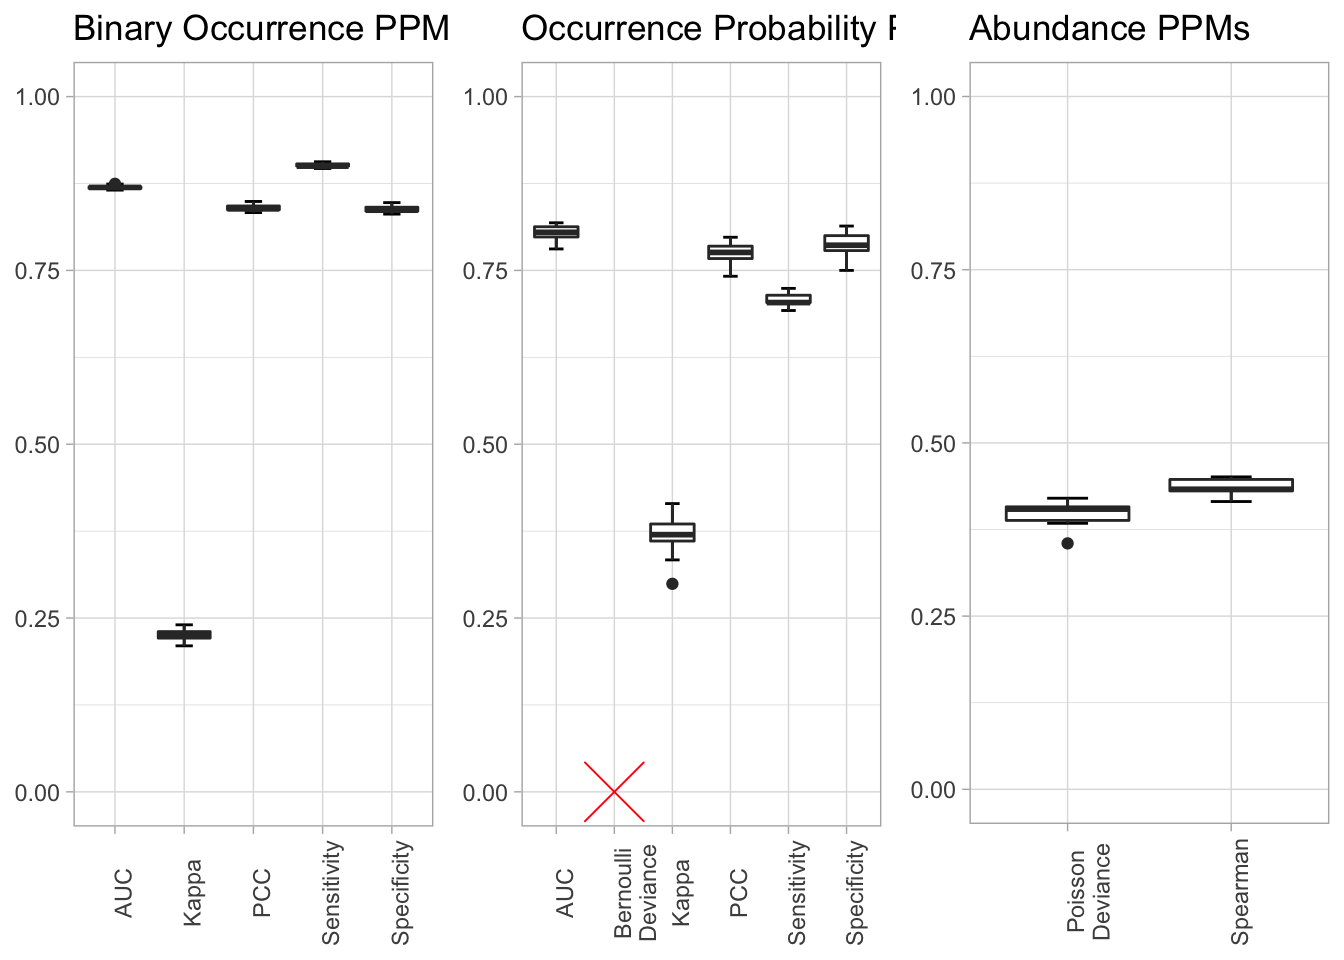 Binary Occurrence PPM
1.00
0.75
0.50
0.25
0.00
AUC
Kappa
PCC
Sensitivity
Specificity
Occurrence Probability
1.00
0.75
0.50
0.25
0.00
AUC
Bernoulli
Deviance
Kappa
PCC
Sensitivity
Specificity
Abundance PPMs
1.00
0.75
0.50
0.25
0.00
Poisson
Deviance
Spearman